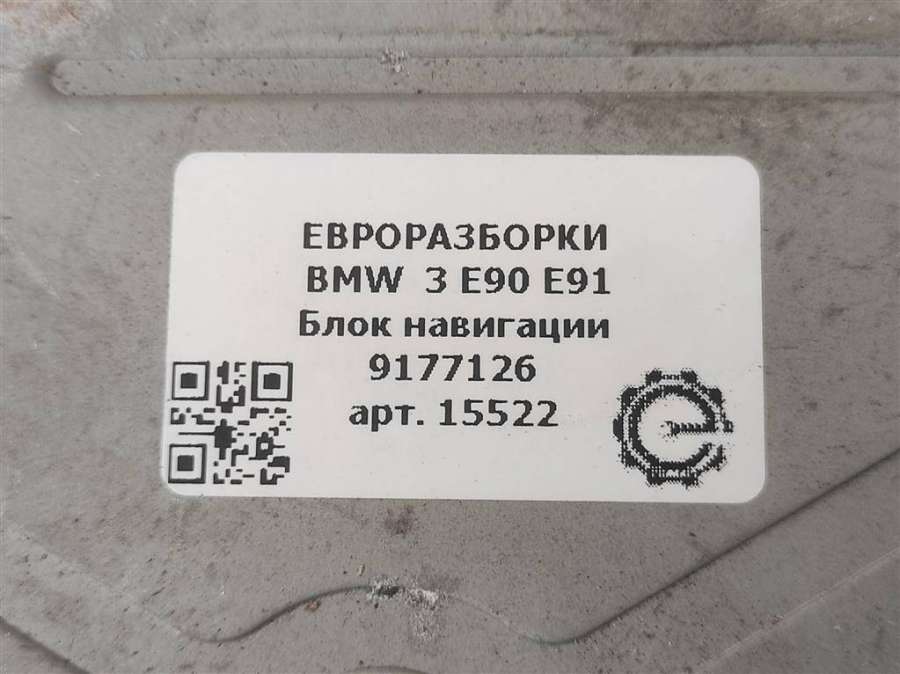 ЕВРОРАЗБОРКИ
BMW 3 E90 E91
Блок навигации
9177126
арт. 15522